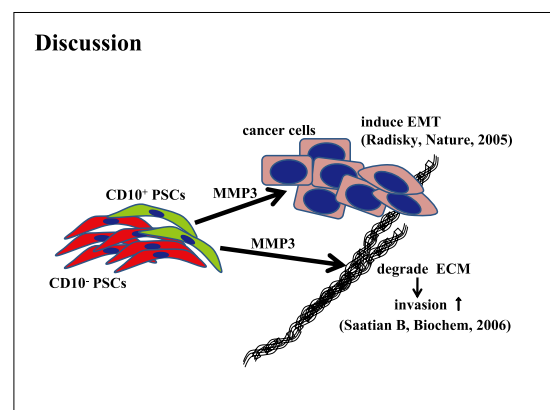 Discussion
induce EMT
(Radisky, Nature, 2005)
cancer cells
CD10⁺ PSCs
MMP3
MMP3
CD10⁻ PSCs
degrade ECM
↓
invasion ↑
(Saatian B, Biochem, 2006)